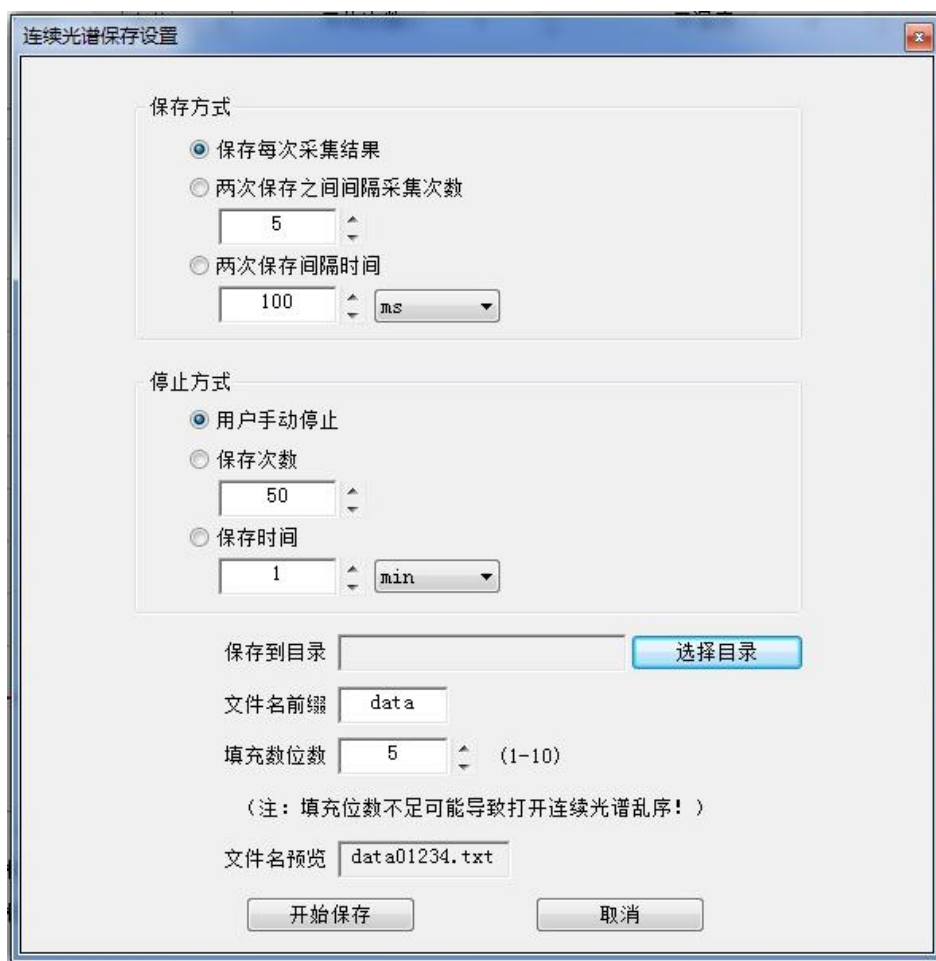 连续光谱保存设置
保存方式
保存每次采集结果
两次保存之间间隔采集次数
5
两次保存间隔时间
100 ms
停止方式
用户手动停止
保存次数
50
保存时间
1 min
保存到目录 选择目录
文件名前缀 data
填充数位数 5 (1-10)
(注: 填充位数不足可能导致打开连续光谱乱序! )
文件名预览 data01234.txt
开始保存 取消